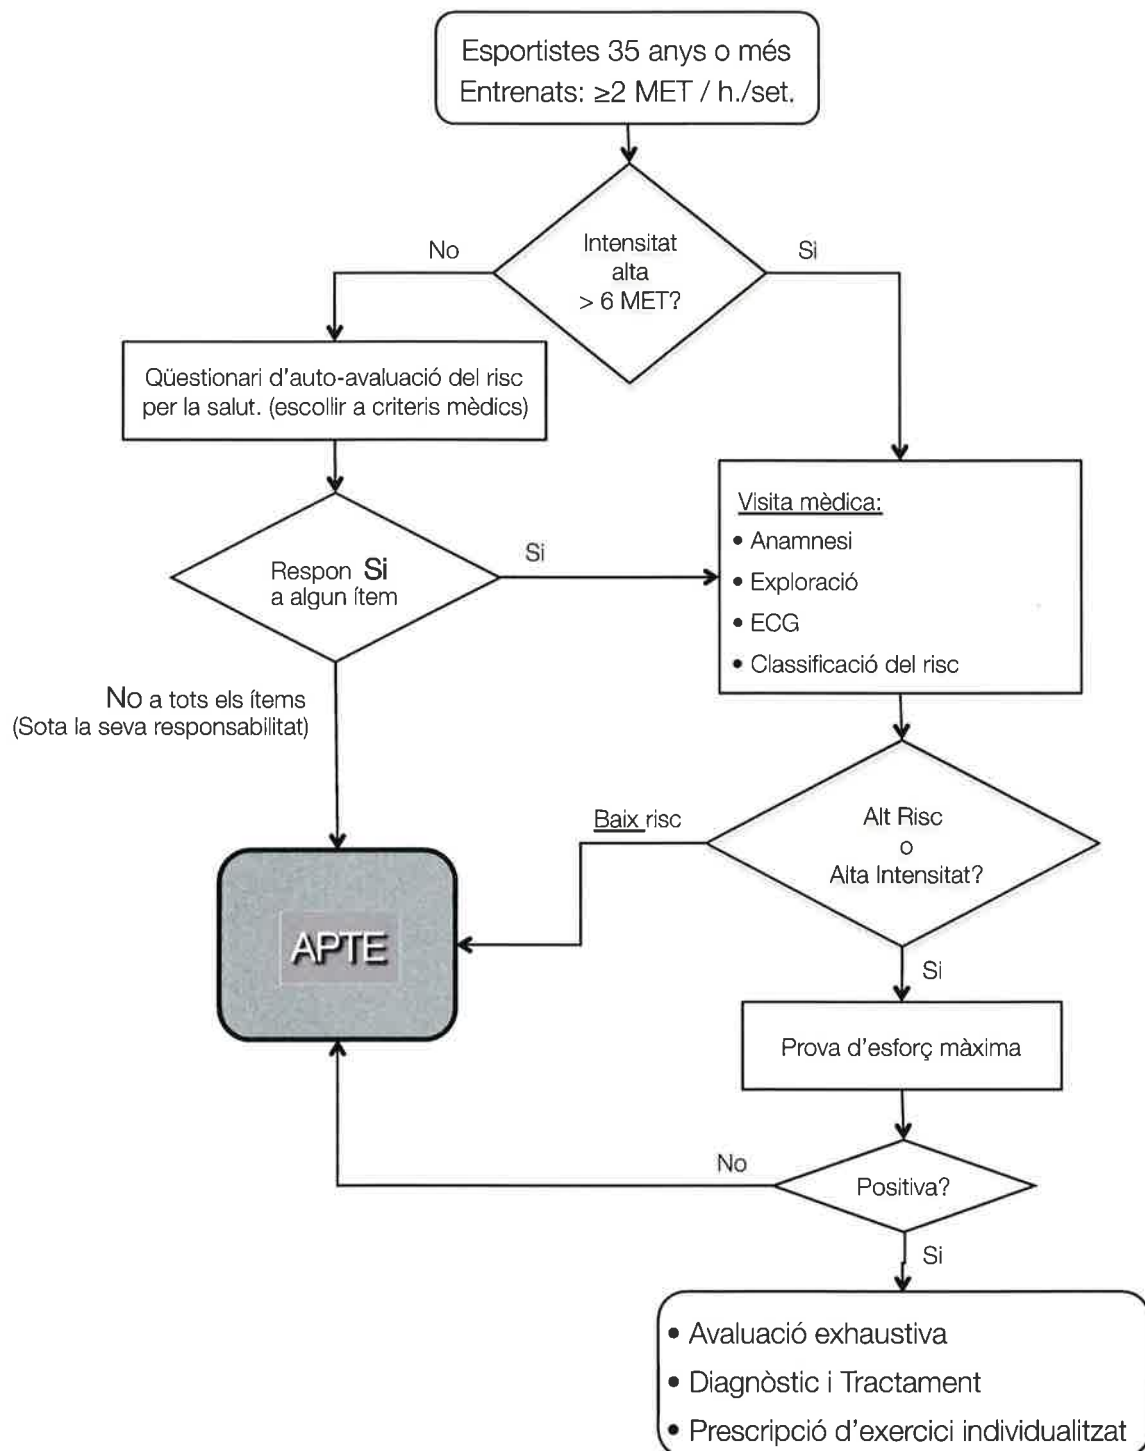 Esportistes 35 anys o més
Entrenats: ≥2 MET / h./set.
Intensitat
alta
> 6 MET?
No
Si
Qüestionari d'auto-avaluació del risc
per la salut. (escollir a criteris mèdics)
Visita mèdica:
• Anamnesi
• Exploració
• ECG
• Classificació del risc
Respon Si
a algun ítem
Si
No a tots els ítems
(Sota la seva responsabilitat)
Alt Risc
o
Alta Intensitat?
Baix risc
APTE
Si
Prova d'esforç màxima
Positiva?
No
Si
• Avaluació exhaustiva
• Diagnòstic i Tractament
• Prescripció d'exercici individualitzat